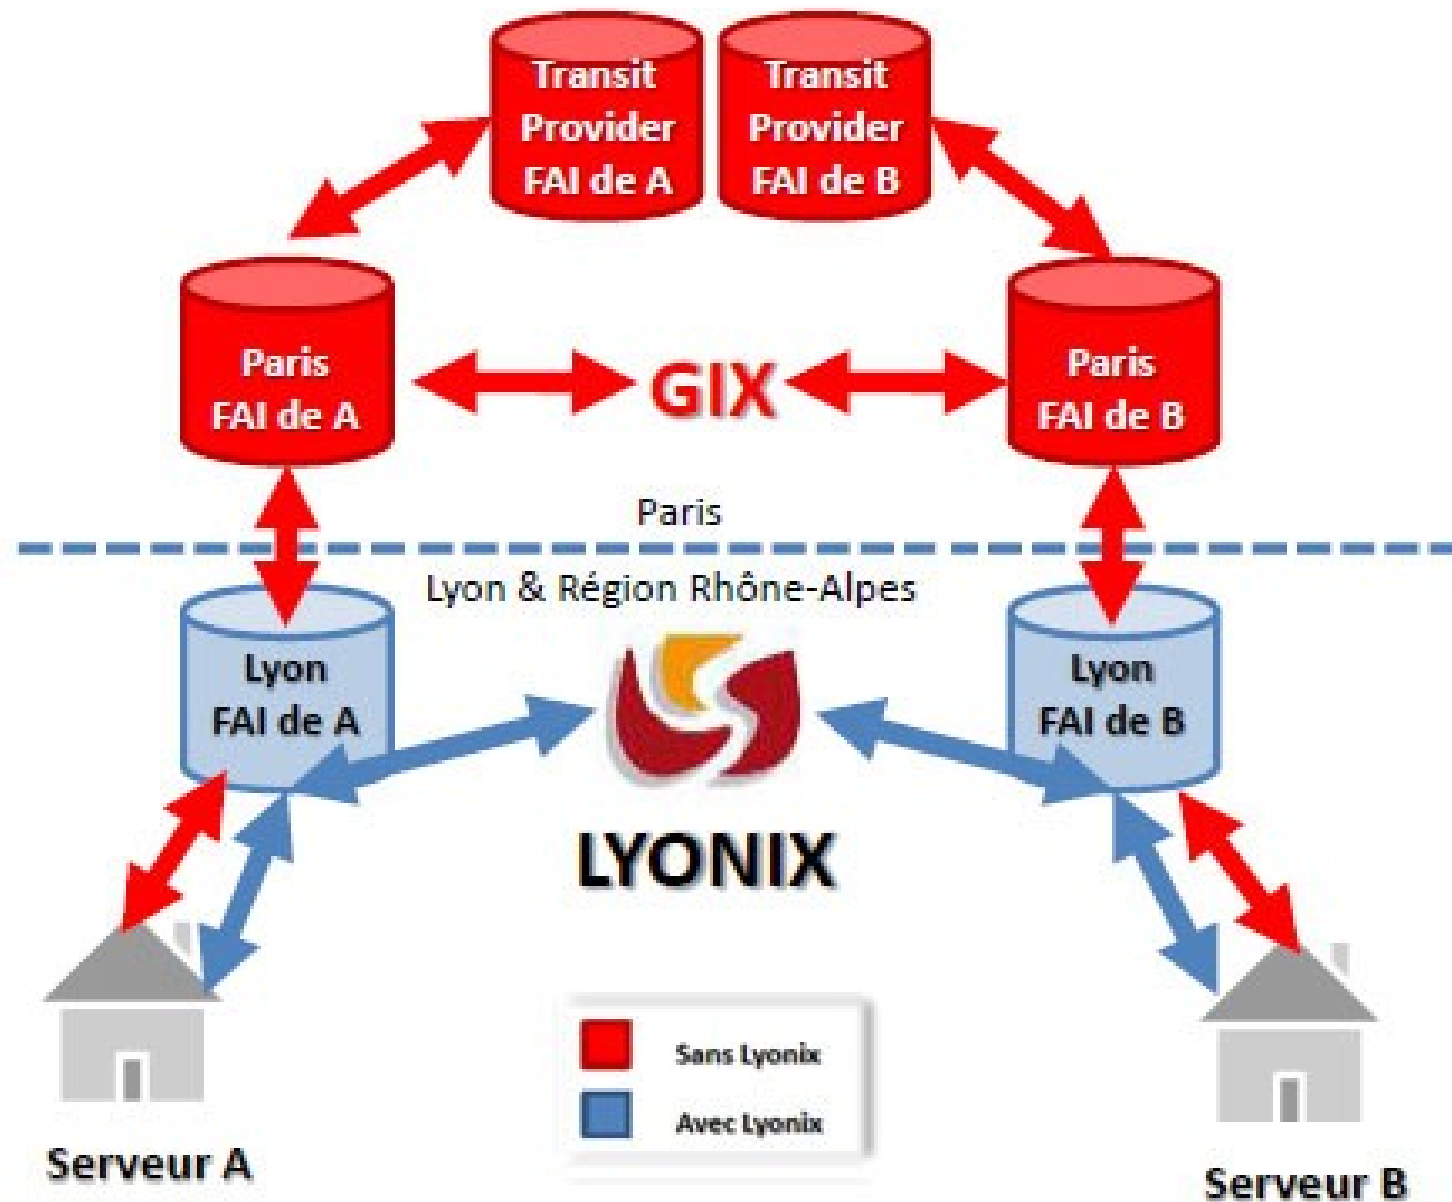 Transit
Provider
FAI de A
Transit
Provider
FAI de B
Paris
FAI de A
GIX
Paris
FAI de B
Paris
Lyon & Région Rhône-Alpes
Lyon
FAI de A
Lyon
FAI de B
LYONIX
Sans Lyonix
Avec Lyonix
Serveur A
Serveur B